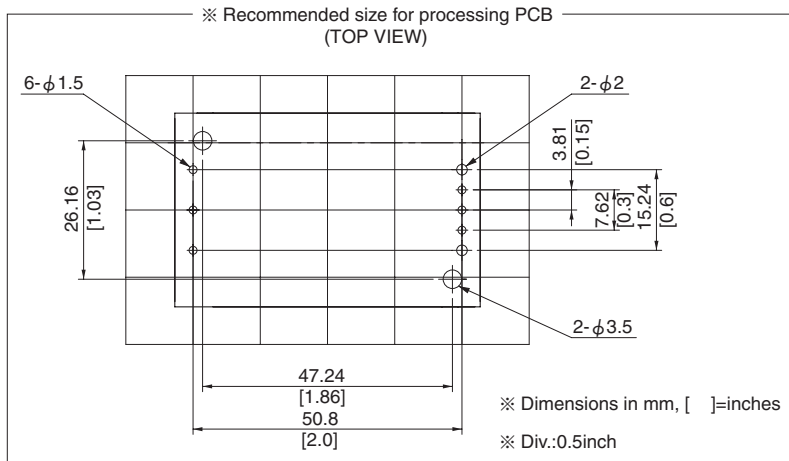 ※ Recommended size for processing PCB
(TOP VIEW)
6-φ1.5
2-φ2
3.81
[0.15]
26.16
[1.03]
7.62
[0.3]
15.24
[0.6]
2-φ3.5
47.24
[1.86]
50.8
[2.0]
※ Dimensions in mm, [ ]=inches
※ Div.:0.5inch